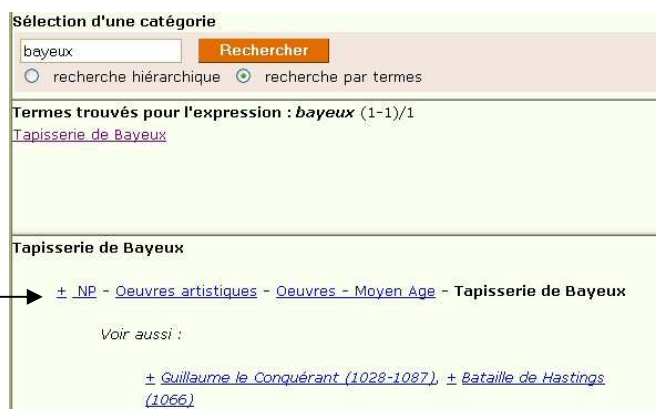 Sélection d'une catégorie
bayeux Rechercher
recherche hiérarchique recherche par termes
Termes trouvés pour l'expression : bayeux (1-1)/1
Tapisserie de Bayeux
Tapisserie de Bayeux
+ NP - Oeuvres artistiques - Oeuvres - Moyen Age - Tapisserie de Bayeux
Voir aussi :
+ Guillaume le Conquérant (1028-1087), + Bataille de Hastings
(1066)